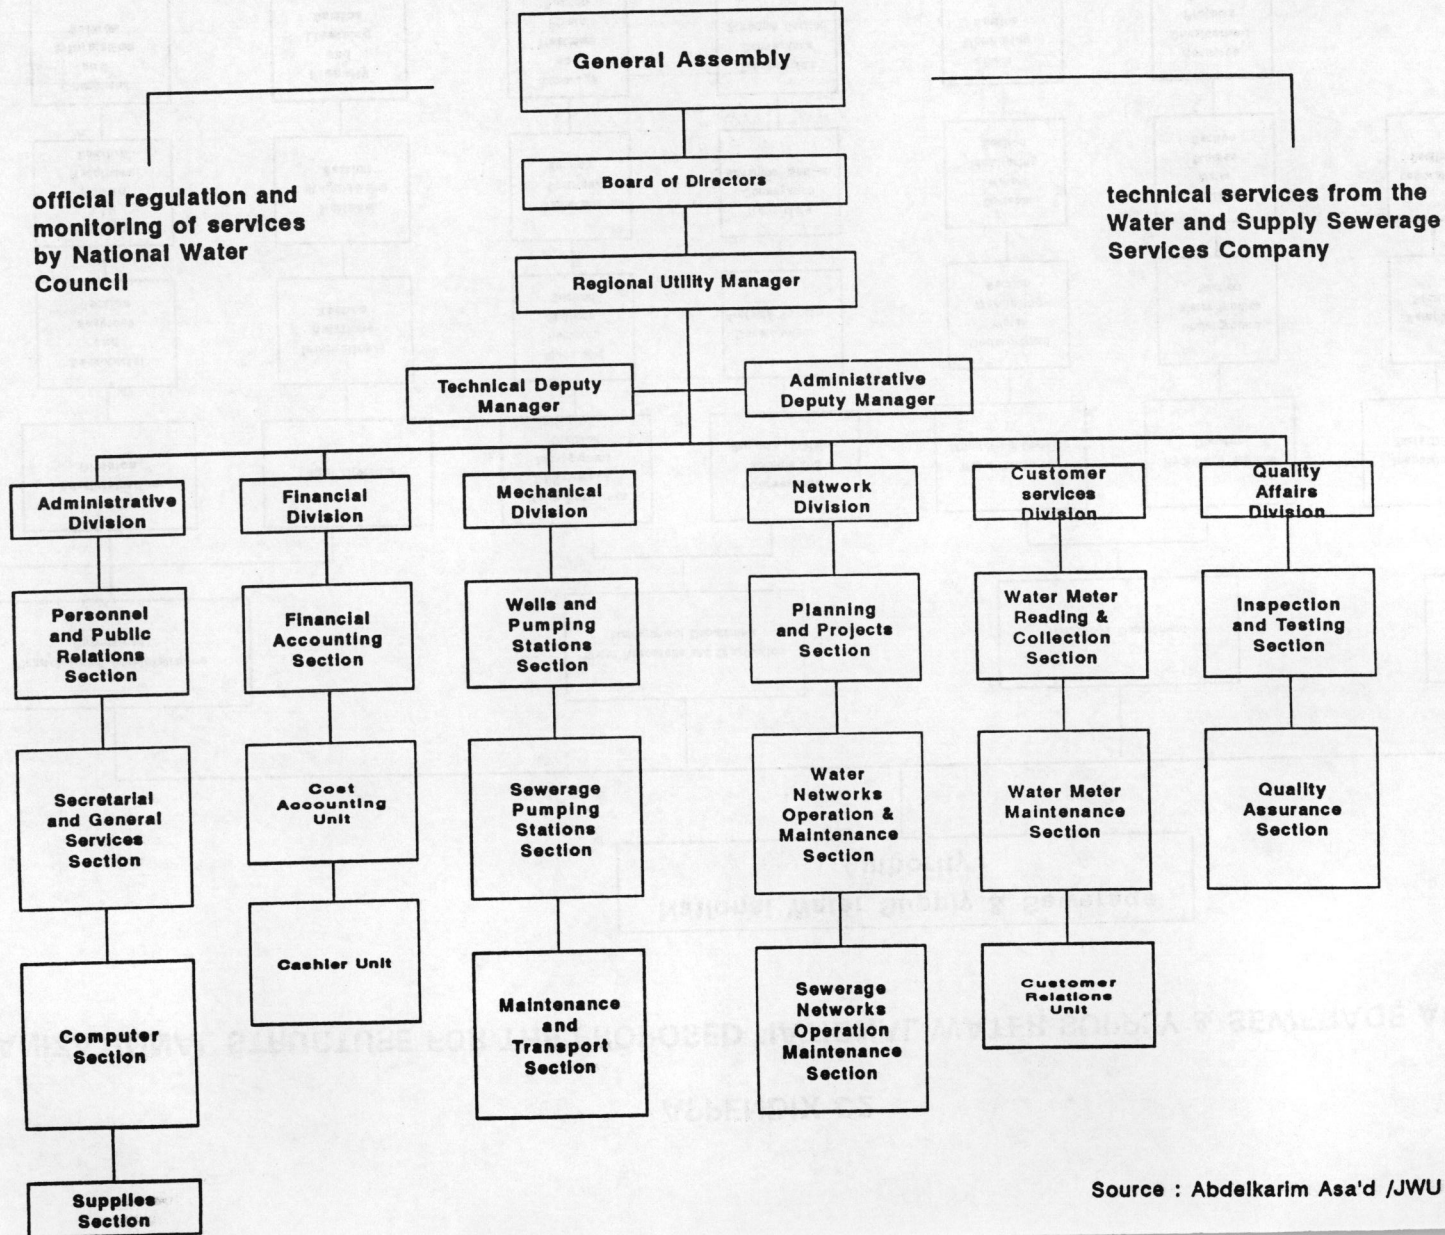 General Assembly
official regulation and
monitoring of services
by National Water
Council
Board of Directors
technical services from the
Water and Supply Sewerage
Services Company
Regional Utility Manager
Technical Deputy
Manager
Administrative
Deputy Manager
Administrative
Division
Financial
Division
Mechanical
Division
Network
Division
Customer
services
Division
Quality
Affairs
Division
Personnel
and Public
Relations
Section
Financial
Accounting
Section
Wells and
Pumping
Stations
Section
Planning
and Projects
Section
Water Meter
Reading &
Collection
Section
Inspection
and Testing
Section
Secretarial
and General
Services
Section
Cost
Accounting
Unit
Sewerage
Pumping
Stations
Section
Water
Networks
Operation &
Maintenance
Section
Water Meter
Maintenance
Section
Quality
Assurance
Section
Computer
Section
Cashier Unit
Maintenance
and
Transport
Section
Sewerage
Networks
Operation
Maintenance
Section
Customer
Relations
Unit
Supplies
Section
Source : Abdelkarim Asa'd /JWU